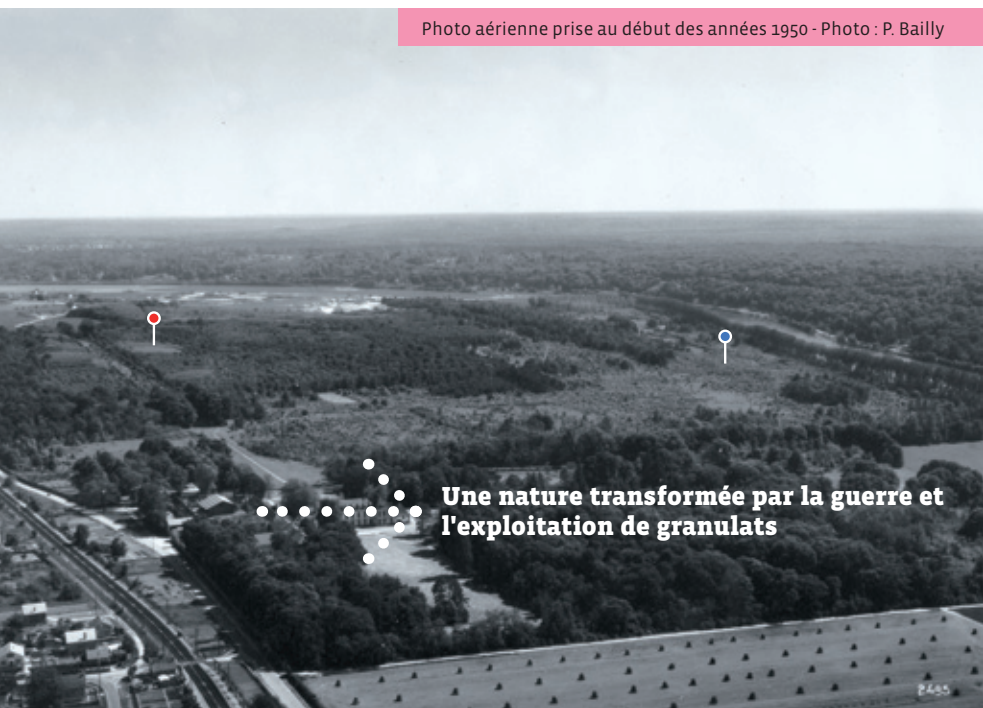 Photo aérienne prise au début des années 1950 - Photo : P. Bailly
Une nature transformée par la guerre et
l'exploitation de granulats
2495